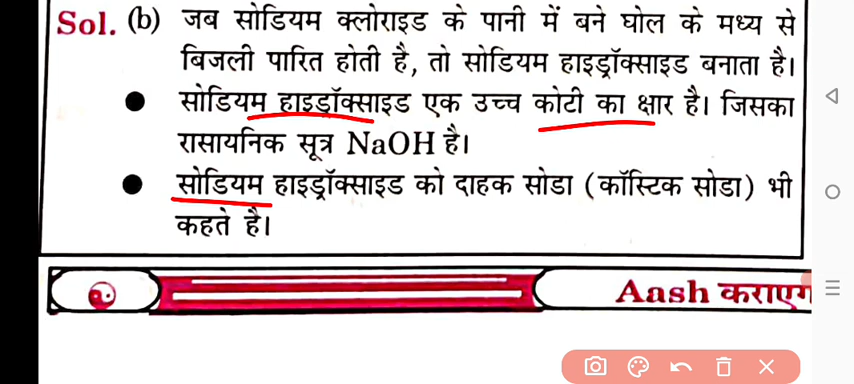 Sol. (b) जब सोडियम क्लोराइड के पानी में बने घोल के मध्य से
बिजली पारित होती है, तो सोडियम हाइड्रॉक्साइड बनाता है।
● सोडियम हाइड्रॉक्साइड एक उच्च कोटी का क्षार है। जिसका
रासायनिक सूत्र NaOH है।
● सोडियम हाइड्रॉक्साइड को दाहक सोडा (कॉस्टिक सोडा) भी
कहते है।
Aash कराएग